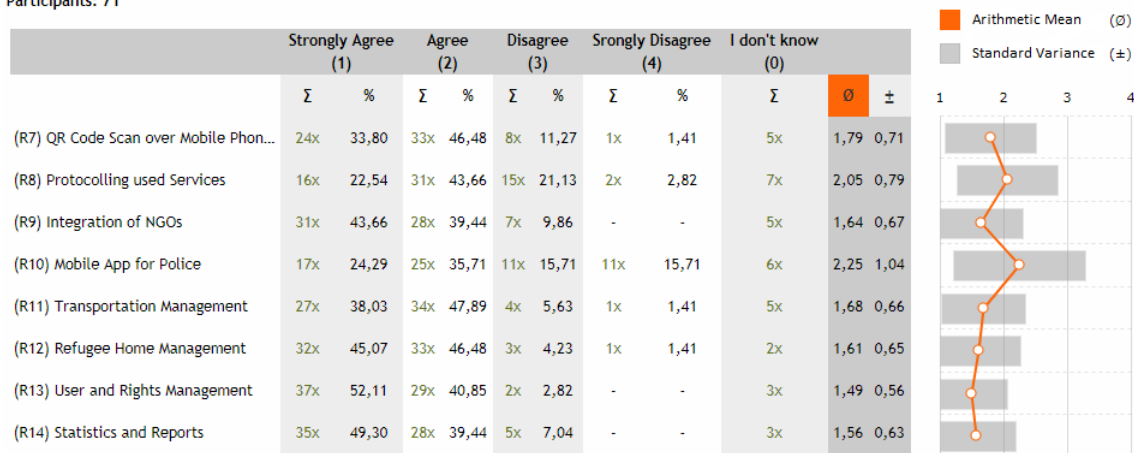 Participants: 71
Arithmetic Mean (Ø)
Standard Variance (±)
Strongly Agree Agree Disagree Srongly Disagree I don't know
(1) (2) (3) (4) (0)
Σ % Σ % Σ % Σ % Σ Ø ± 1 2 3 4
(R7) QR Code Scan over Mobile Phon... 24x 33,80 33x 46,48 8x 11,27 1x 1,41 5x 1,79 0,71
(R8) Protocolling used Services 16x 22,54 31x 43,66 15x 21,13 2x 2,82 7x 2,05 0,79
(R9) Integration of NGOs 31x 43,66 28x 39,44 7x 9,86 - - 5x 1,64 0,67
(R10) Mobile App for Police 17x 24,29 25x 35,71 11x 15,71 11x 15,71 6x 2,25 1,04
(R11) Transportation Management 27x 38,03 34x 47,89 4x 5,63 1x 1,41 5x 1,68 0,66
(R12) Refugee Home Management 32x 45,07 33x 46,48 3x 4,23 1x 1,41 2x 1,61 0,65
(R13) User and Rights Management 37x 52,11 29x 40,85 2x 2,82 - - 3x 1,49 0,56
(R14) Statistics and Reports 35x 49,30 28x 39,44 5x 7,04 - - 3x 1,56 0,63